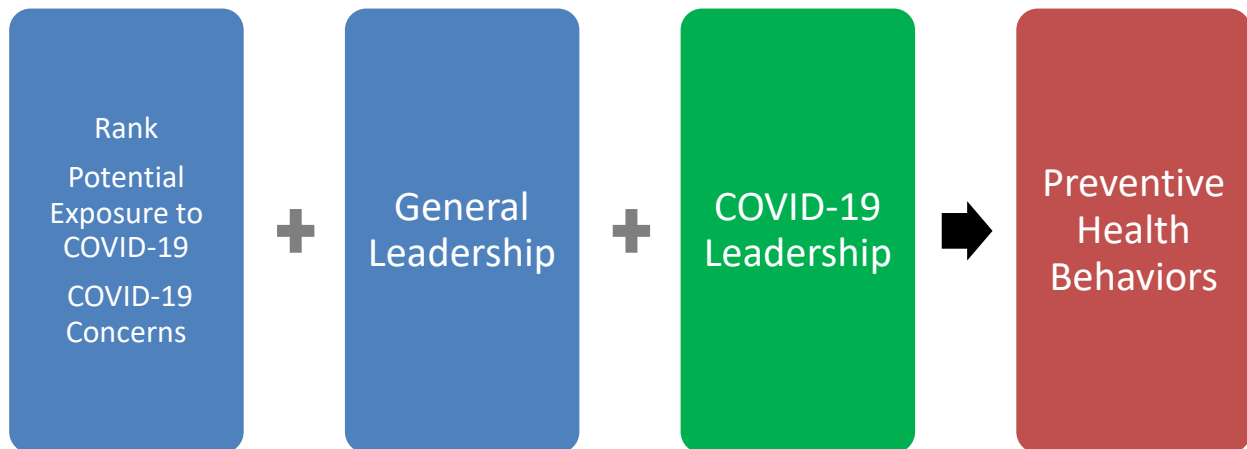 Rank
Potential
Exposure to
COVID-19
COVID-19
Concerns
General
Leadership
COVID-19
Leadership
Preventive
Health
Behaviors